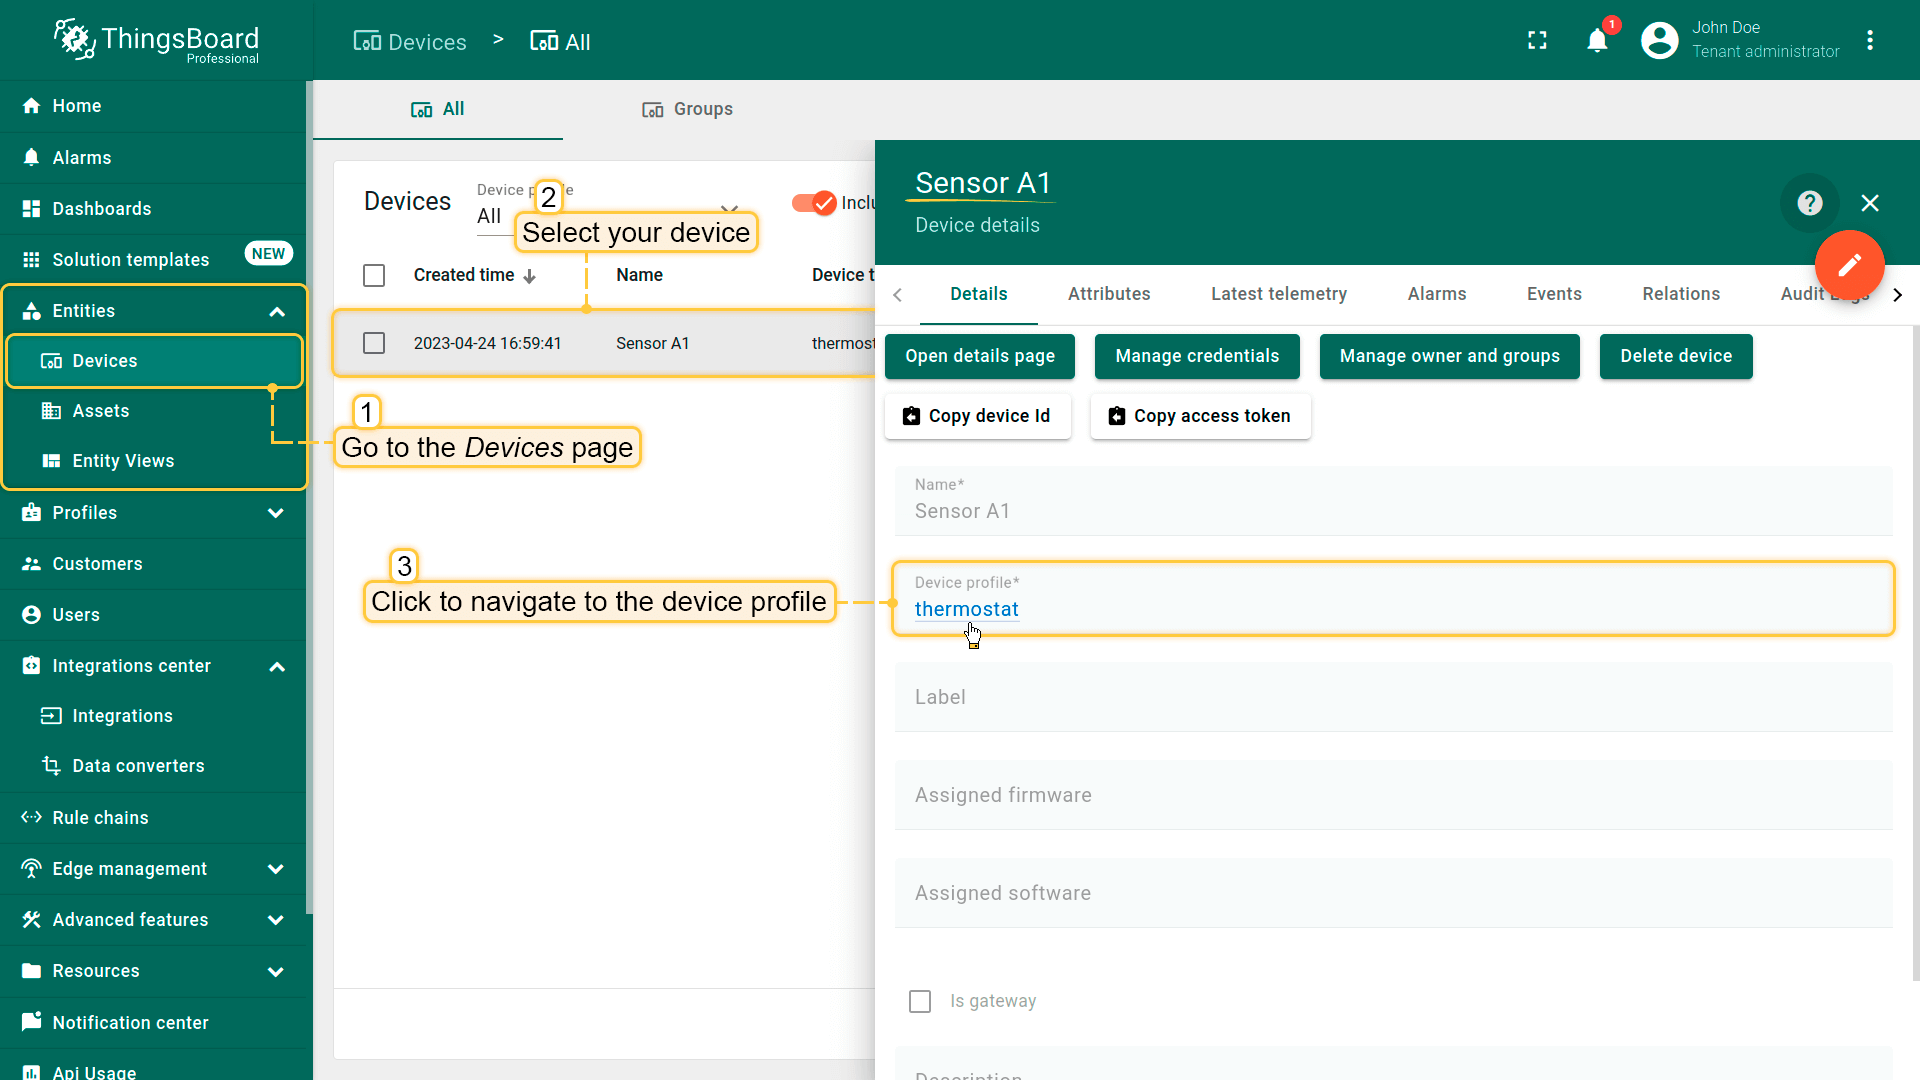 ThingsBoard
Professional
Devices > All
1
John Doe
Tenant administrator
Home
Alarms
Dashboards
Solution templates NEW
Entities
Devices
Assets
Entity Views
Profiles
Customers
Users
Integrations center
Integrations
Data converters
Rule chains
Edge management
Advanced features
Resources
Notification center
Api Usage
All
Groups
Devices
Device p
All
Inclu
2
Select your device
Created time
Name
Device t
2023-04-24 16:59:41
Sensor A1
thermost
1
Go to the Devices page
3
Click to navigate to the device profile
Sensor A1
Device details
Details
Attributes
Latest telemetry
Alarms
Events
Relations
Audit Logs
Open details page
Manage credentials
Manage owner and groups
Delete device
Copy device Id
Copy access token
Name*
Sensor A1
Device profile*
thermostat
Label
Assigned firmware
Assigned software
Is gateway
Description